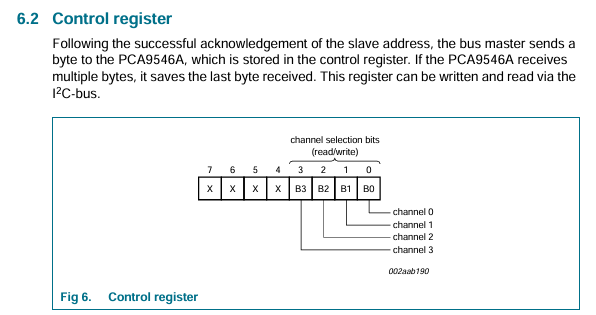 6.2 Control register
Following the successful acknowledgement of the slave address, the bus master sends a
byte to the PCA9546A, which is stored in the control register. If the PCA9546A receives
multiple bytes, it saves the last byte received. This register can be written and read via the
I²C-bus.
channel selection bits
(read/write)
7 6 5 4 3 2 1 0
X X X X B3 B2 B1 B0
channel 0
channel 1
channel 2
channel 3
002aab190
Fig 6. Control register